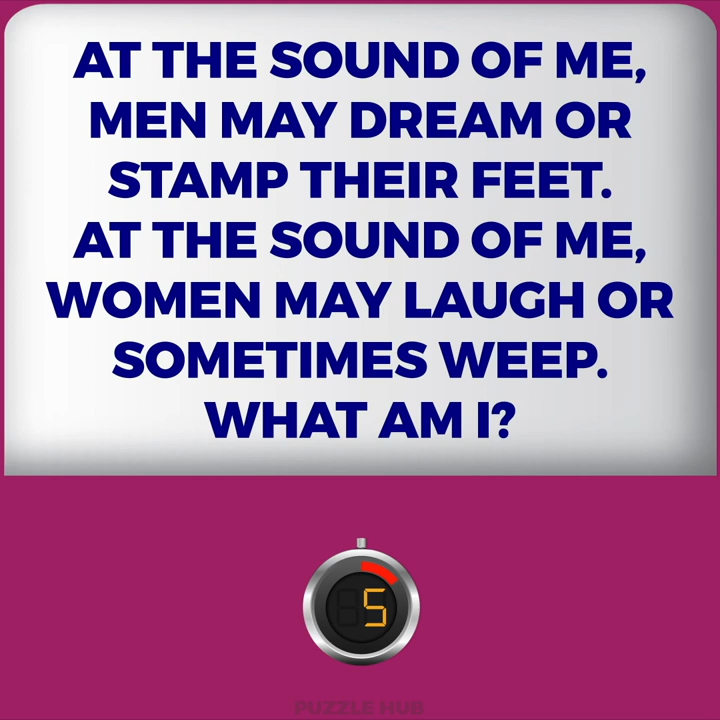 AT THE SOUND OF ME,
MEN MAY DREAM OR
STAMP THEIR FEET.
AT THE SOUND OF ME,
WOMEN MAY LAUGH OR
SOMETIMES WEEP.
WHAT AM I?
5
PUZZLE HUB